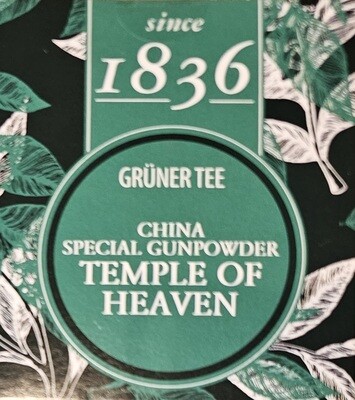 since
1836
GRÜNER TEE
CHINA
SPECIAL GUNPOWDER
TEMPLE OF
HEAVEN